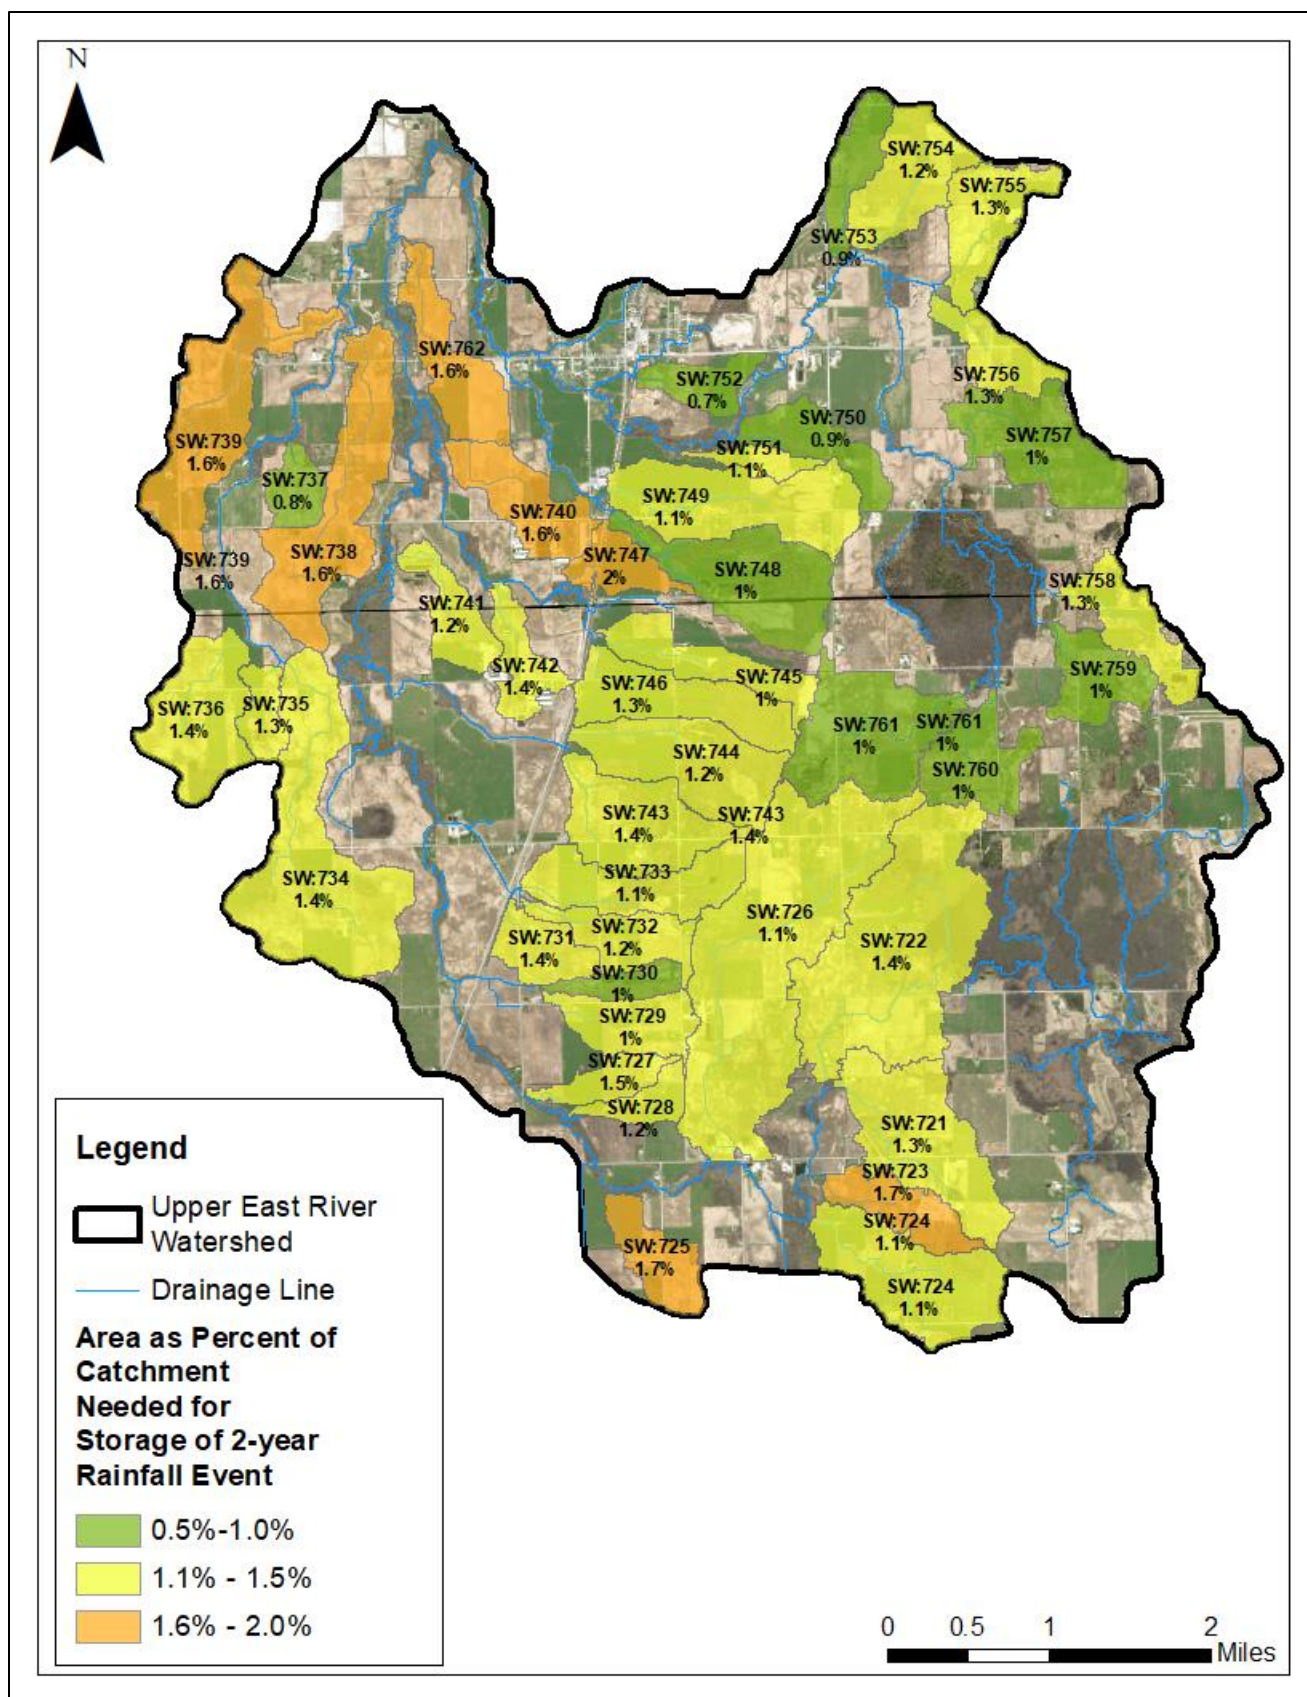 N
SW:754
1.2%
SW:755
1.3%
SW:753
0.9%
SW:762
1.6%
SW:752
0.7%
SW:756
1.3%
SW:750
0.9%
SW:757
1%
SW:739
1.6%
SW:751
1.1%
SW:737
0.8%
SW:749
1.1%
SW:740
1.6%
SW:738
1.6%
SW:747
2%
SW:739
1.6%
SW:748
1%
SW:758
1.3%
SW:741
1.2%
SW:742
1.4%
SW:759
1%
SW:745
1%
SW:746
1.3%
SW:736
1.4%
SW:735
1.3%
SW:761
1%
SW:761
1%
SW:744
1.2%
SW:760
1%
SW:743
1.4%
SW:743
1.4%
SW:733
1.1%
SW:734
1.4%
SW:726
1.1%
SW:732
1.2%
SW:731
1.4%
SW:722
1.4%
SW:730
1%
SW:729
1%
SW:727
1.5%
SW:728
1.2%
SW:721
1.3%
SW:723
1.7%
SW:724
1.1%
SW:725
1.7%
SW:724
1.1%
Legend
Upper East River
Watershed
Drainage Line
Area as Percent of
Catchment
Needed for
Storage of 2-year
Rainfall Event
0.5%-1.0%
1.1% - 1.5%
1.6% - 2.0%
0 0.5 1 2
Miles